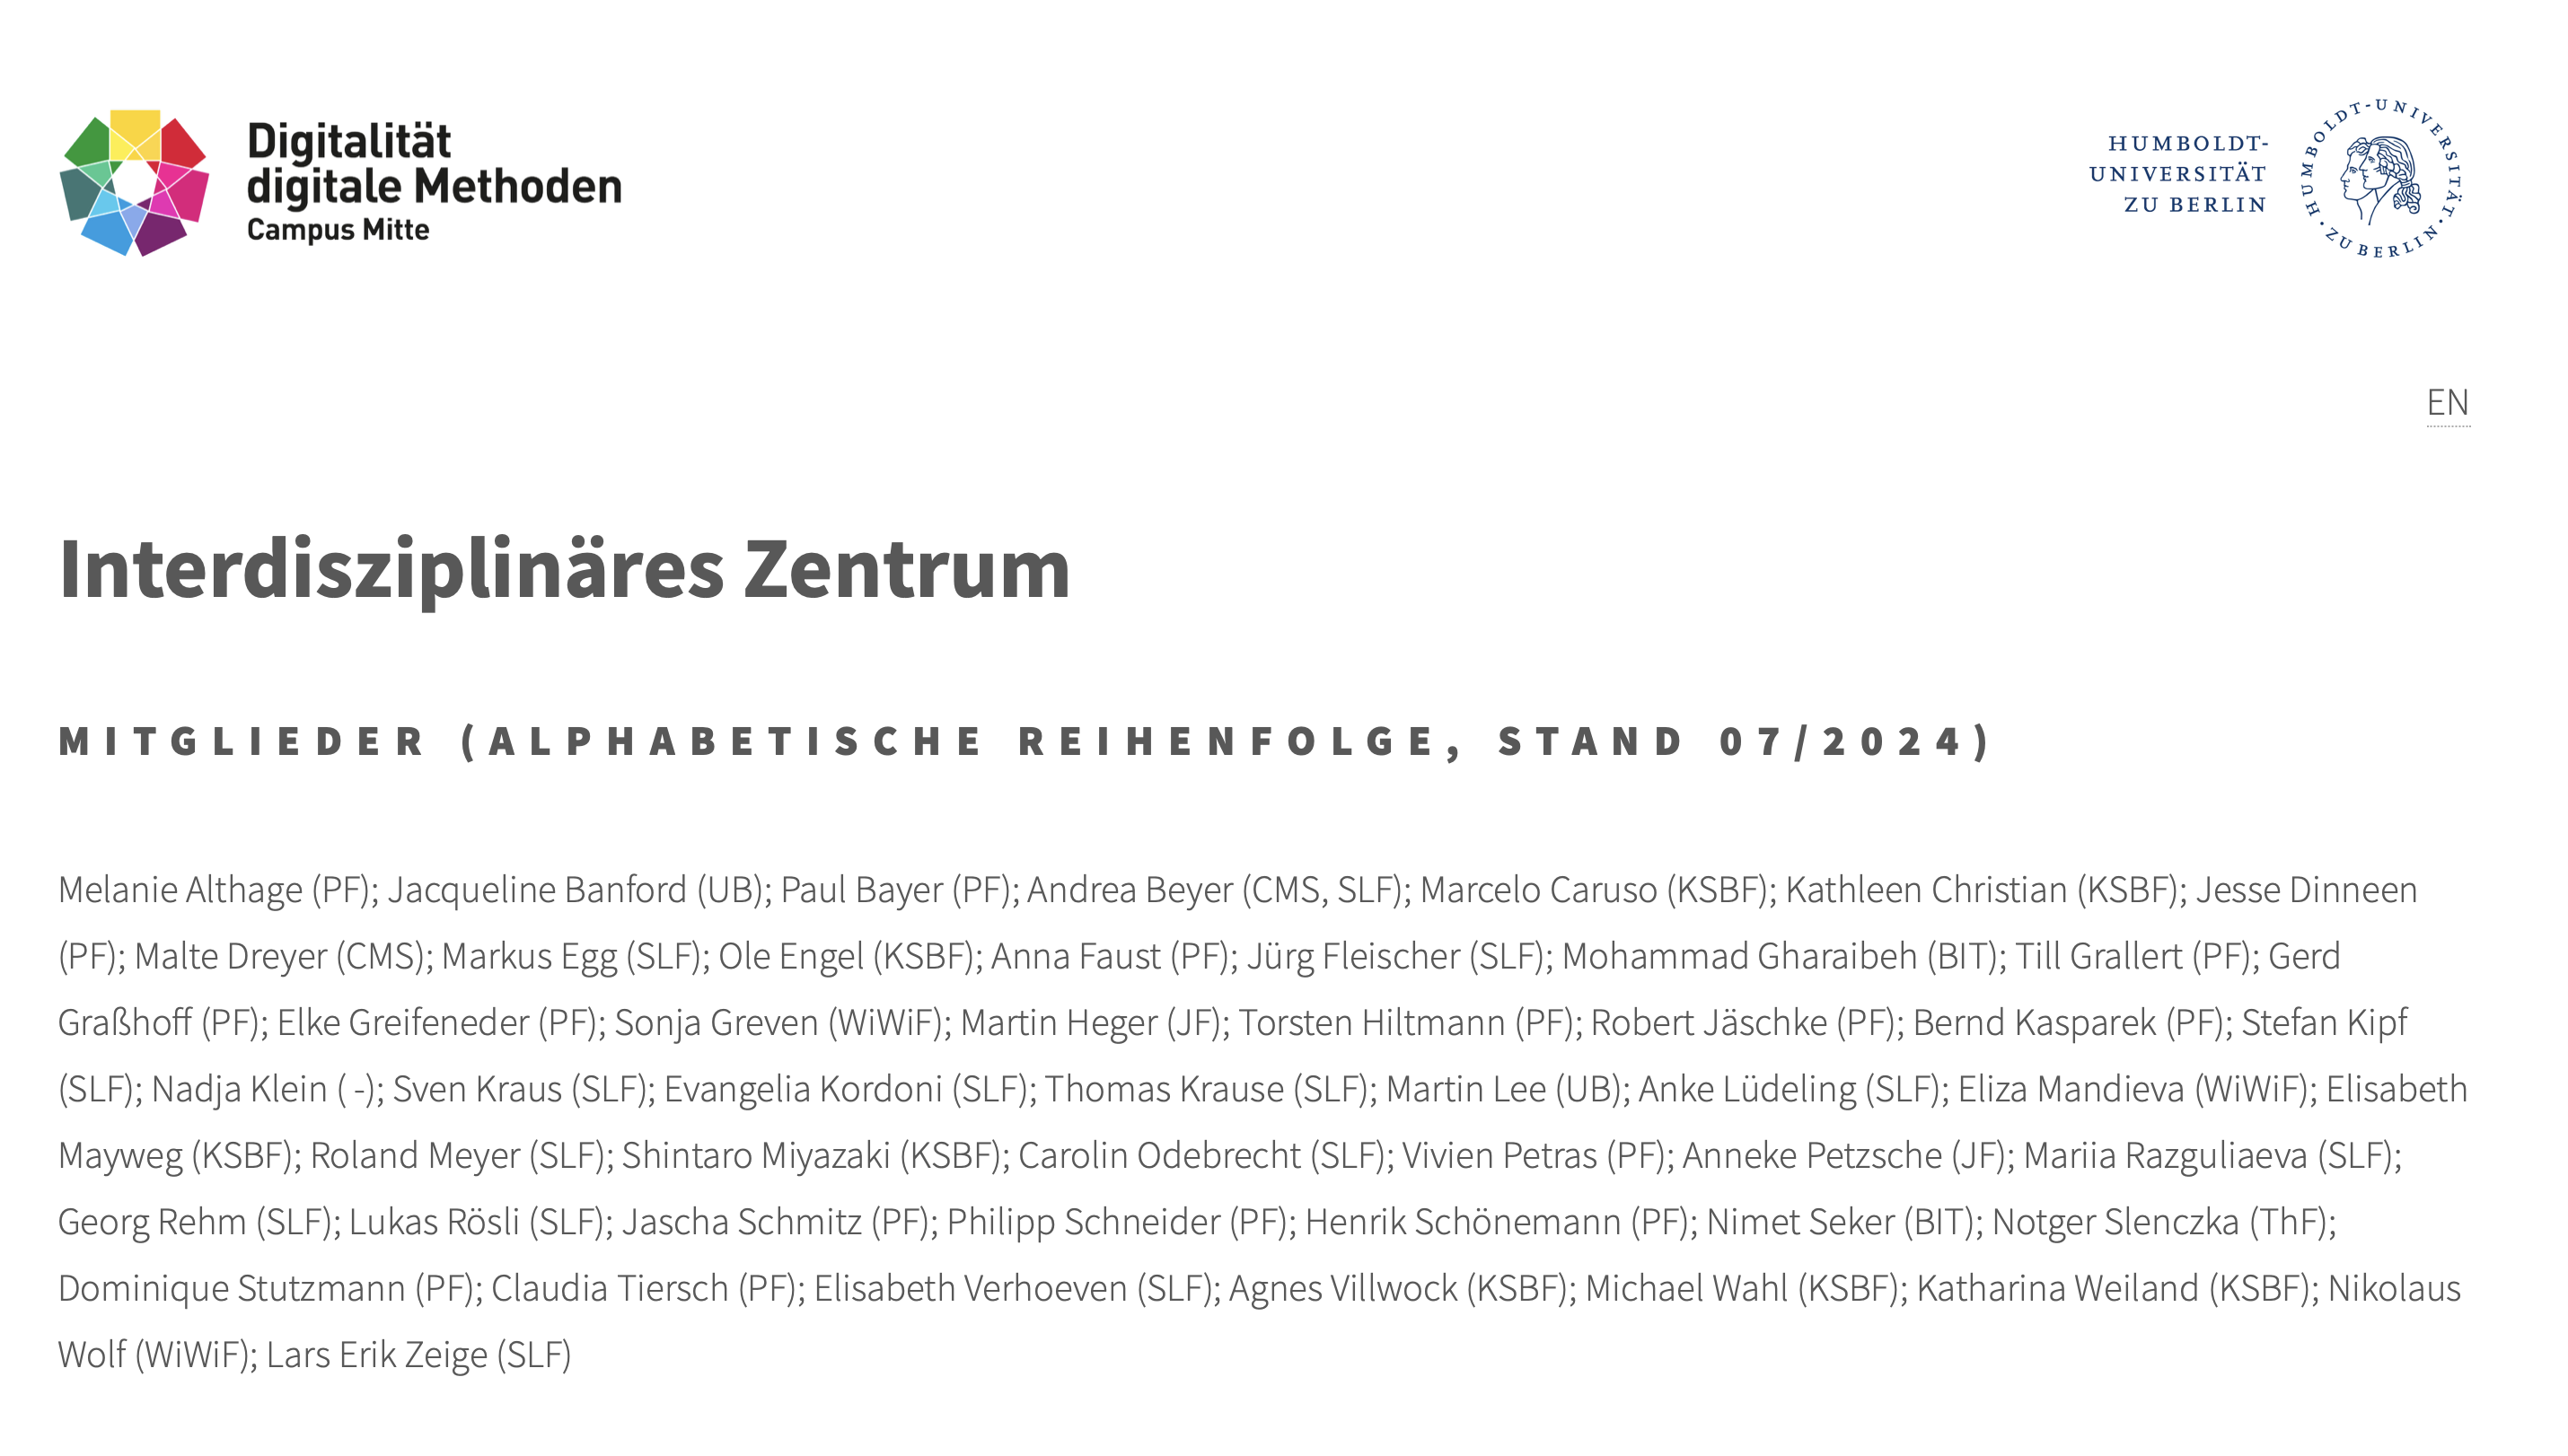 Digitalität
digitale Methoden
Campus Mitte
HUMBOLDT-
UNIVERSITÄT
ZU BERLIN
HUMBOLDT-UNIVERSITÄT · ZU BERLIN ·
EN
Interdisziplinäres Zentrum
MITGLIEDER (ALPHABETISCHE REIHENFOLGE, STAND 07/2024)
Melanie Althage (PF); Jacqueline Banford (UB); Paul Bayer (PF); Andrea Beyer (CMS, SLF); Marcelo Caruso (KSBF); Kathleen Christian (KSBF); Jesse Dinneen
(PF); Malte Dreyer (CMS); Markus Egg (SLF); Ole Engel (KSBF); Anna Faust (PF); Jürg Fleischer (SLF); Mohammad Gharaibeh (BIT); Till Grallert (PF); Gerd
Graßhoff (PF); Elke Greifeneder (PF); Sonja Greven (WiWiF); Martin Heger (JF); Torsten Hiltmann (PF); Robert Jäschke (PF); Bernd Kasparek (PF); Stefan Kipf
(SLF); Nadja Klein ( -); Sven Kraus (SLF); Evangelia Kordoni (SLF); Thomas Krause (SLF); Martin Lee (UB); Anke Lüdeling (SLF); Eliza Mandieva (WiWiF); Elisabeth
Mayweg (KSBF); Roland Meyer (SLF); Shintaro Miyazaki (KSBF); Carolin Odebrecht (SLF); Vivien Petras (PF); Anneke Petzsche (JF); Mariia Razguliaeva (SLF);
Georg Rehm (SLF); Lukas Rösli (SLF); Jascha Schmitz (PF); Philipp Schneider (PF); Henrik Schönemann (PF); Nimet Seker (BIT); Notger Slenczka (ThF);
Dominique Stutzmann (PF); Claudia Tiersch (PF); Elisabeth Verhoeven (SLF); Agnes Villwock (KSBF); Michael Wahl (KSBF); Katharina Weiland (KSBF); Nikolaus
Wolf (WiWiF); Lars Erik Zeige (SLF)